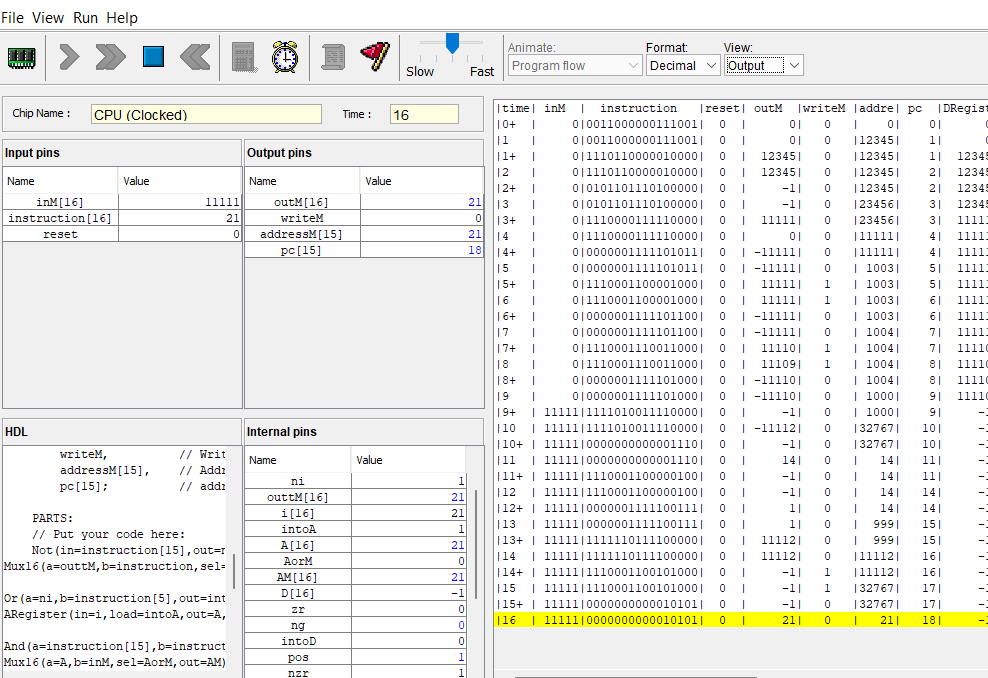 File View Run Help
Slow Fast
Animate:
Program flow
Format:
Decimal
View:
Output
Chip Name : CPU (Clocked) Time : 16
Input pins
Name Value
inM[16] 11111
instruction[16] 21
reset 0
Output pins
Name Value
outM[16] 21
writeM 0
addressM[15] 21
pc[15] 18
HDL
writeM, // Writ
addressM[15], // Addr
pc[15]; // addr
PARTS:
// Put your code here:
Not(in=instruction[15],out=n
Mux16(a=outtM,b=instruction,sel=
Or(a=ni,b=instruction[5],out=int
ARegister(in=i,load=intoA,out=A,
And(a=instruction[15],b=instruct
Mux16(a=A,b=inM,sel=AorM,out=AM)
Internal pins
Name Value
ni 1
outtM[16] 21
i[16] 21
intoA 1
A[16] 21
AorM 0
AM[16] 21
D[16] -1
zr 0
ng 0
intoD 0
pos 1
nzr 1
|time| inM | instruction |reset| outM |writeM |addre| pc |DRegist
|0+ | 0|0011000000111001| 0 | 0| 0 | 0| 0| 0
|1 | 0|0011000000111001| 0 | 0| 0 |12345| 1| 0
|1+ | 0|1110110000010000| 0 | 12345| 0 |12345| 1| 1234
|2 | 0|1110110000010000| 0 | 12345| 0 |12345| 2| 1234
|2+ | 0|0101101110100000| 0 | -1| 0 |12345| 2| 1234
|3 | 0|0101101110100000| 0 | -1| 0 |23456| 3| 1234
|3+ | 0|1110000111010000| 0 | 11111| 0 |23456| 3| 1111
|4 | 0|1110000111110000| 0 | 0| 0 |11111| 4| 1111
|4+ | 0|0000001111101011| 0 | -11111| 0 |11111| 4| 1111
|5 | 0|0000001111101011| 0 | -11111| 0 | 1003| 5| 1111
|5+ | 0|1110001100001000| 0 | 11111| 1 | 1003| 5| 1111
|6 | 0|1110001100001000| 0 | 11111| 1 | 1003| 6| 1111
|6+ | 0|0000001111101100| 0 | -11111| 0 | 1003| 6| 1111
|7 | 0|0000001111101100| 0 | -11111| 0 | 1004| 7| 1111
|7+ | 0|1110001110011000| 0 | 11110| 1 | 1004| 7| 1111
|8 | 0|1110001110011000| 0 | 11109| 1 | 1004| 8| 1111
|8+ | 0|0000001111101000| 0 | -11110| 0 | 1004| 8| 1111
|9 | 0|0000001111101000| 0 | -11110| 0 | 1000| 9| 1111
|9+ | 11111|1111010011110000| 0 | -1| 0 | 1000| 9| -1
|10 | 11111|1111010011110000| 0 | -11112| 0 |32767| 10| -1
|10+ | 11111|0000000000001110| 0 | -1| 0 |32767| 10| -1
|11 | 11111|0000000000001110| 0 | 14| 0 | 14| 11| -1
|11+ | 11111|1110001100000100| 0 | -1| 0 | 14| 11| -1
|12 | 11111|1110001100000100| 0 | -1| 0 | 14| 14| -1
|12+ | 11111|0000001111100111| 0 | 1| 0 | 14| 14| -1
|13 | 11111|0000001111100111| 0 | 1| 0 | 999| 15| -1
|13+ | 11111|1111110111100000| 0 | 11112| 0 | 999| 15| -1
|14 | 11111|1111110111100000| 0 | 11112| 0 |11112| 16| -1
|14+ | 11111|1110001100101000| 0 | -1| 1 |11112| 16| -1
|15 | 11111|1110001100101000| 0 | -1| 1 |32767| 17| -1
|15+ | 11111|0000000000010101| 0 | -1| 0 |32767| 17| -1
|16 | 11111|0000000000010101| 0 | 21| 0 | 21| 18| -1